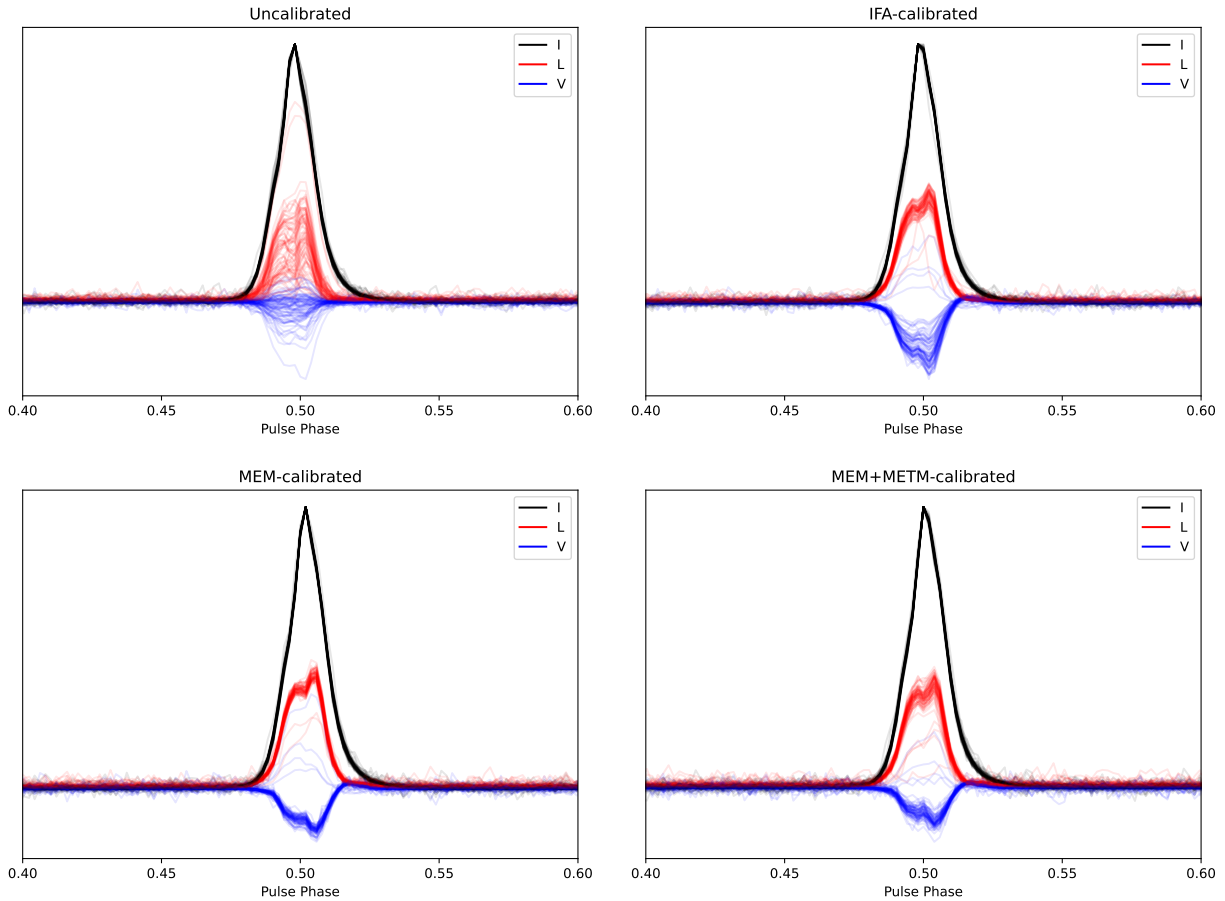 Uncalibrated
I
L
V
0.40
0.45
0.50
0.55
0.60
Pulse Phase
IFA-calibrated
I
L
V
0.40
0.45
0.50
0.55
0.60
Pulse Phase
MEM-calibrated
I
L
V
0.40
0.45
0.50
0.55
0.60
Pulse Phase
MEM+METM-calibrated
I
L
V
0.40
0.45
0.50
0.55
0.60
Pulse Phase